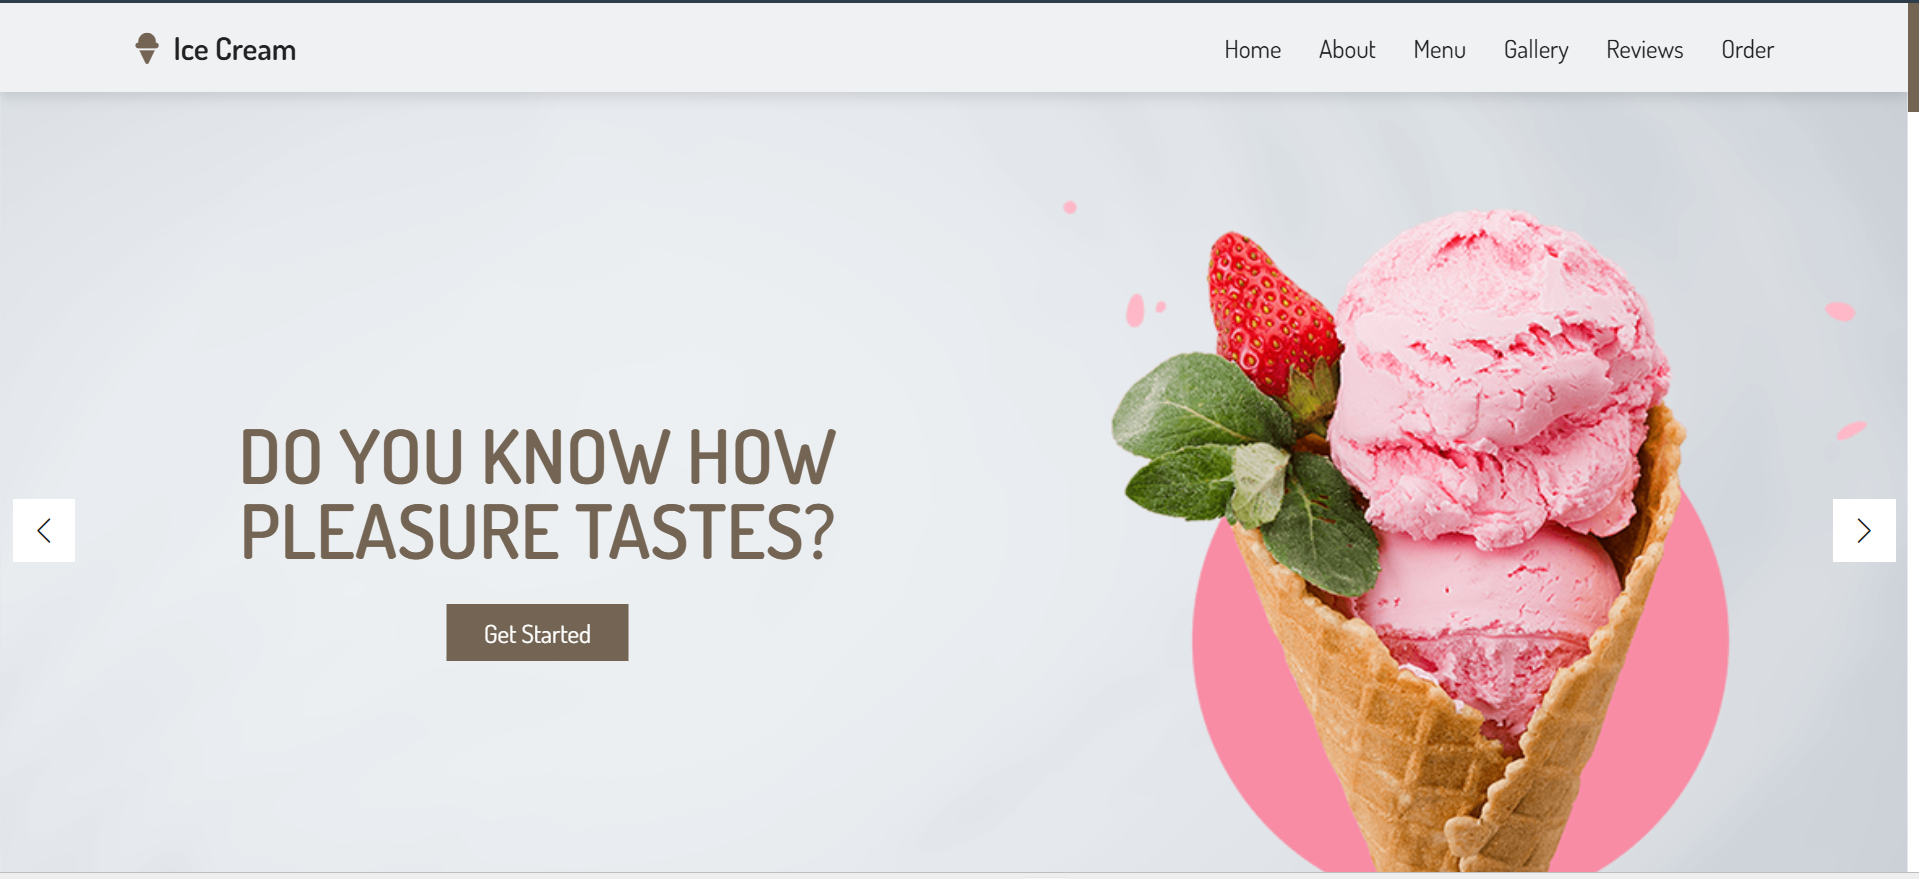 Ice Cream
Home About Menu Gallery Reviews Order
DO YOU KNOW HOW
PLEASURE TASTES?
Get Started